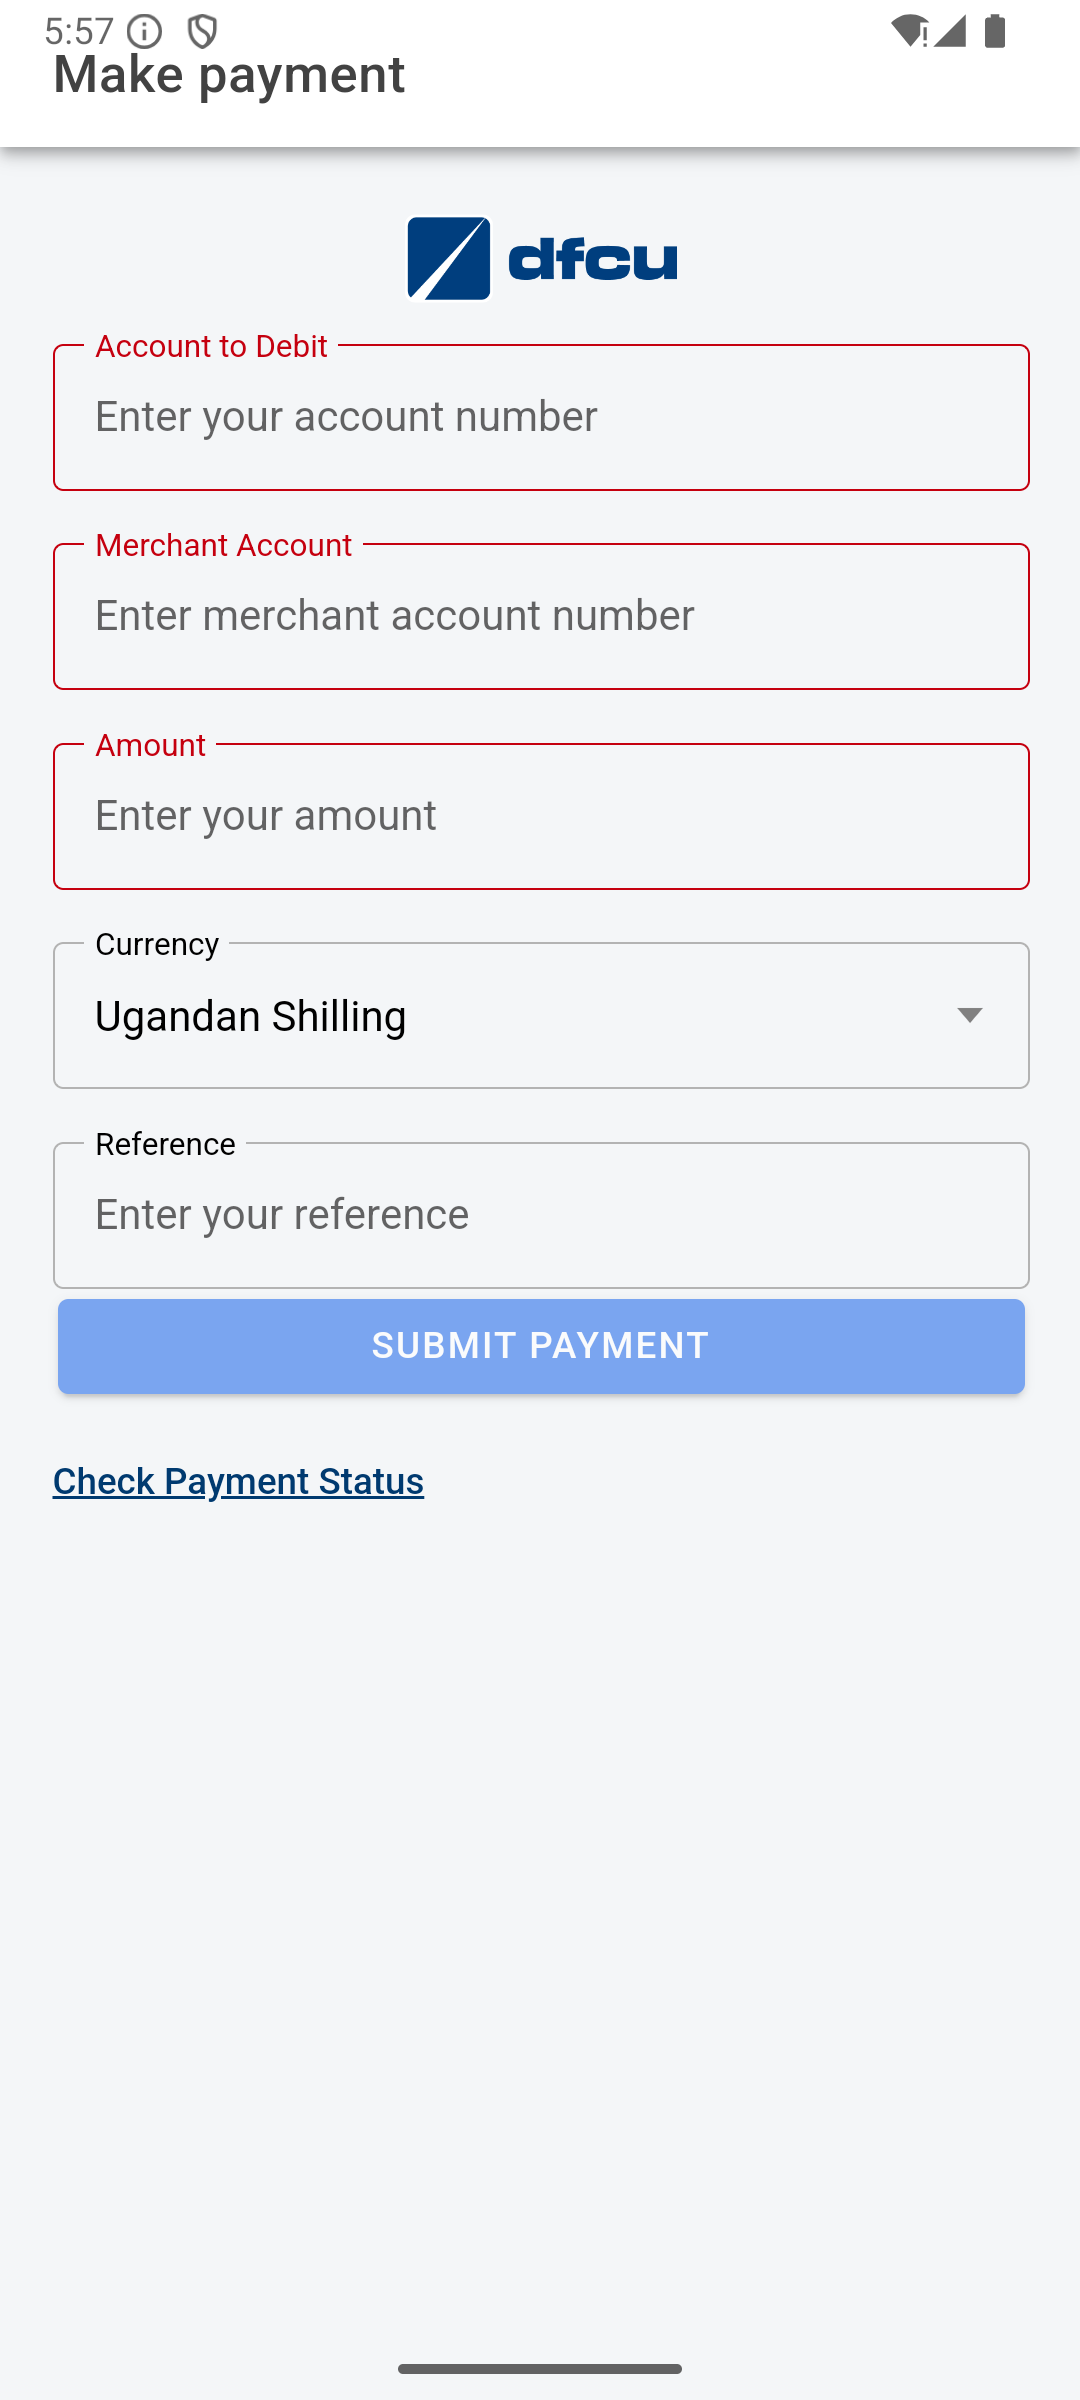 5:57
Make payment
dfcu
Account to Debit
Enter your account number
Merchant Account
Enter merchant account number
Amount
Enter your amount
Currency
Ugandan Shilling
Reference
Enter your reference
SUBMIT PAYMENT
Check Payment Status